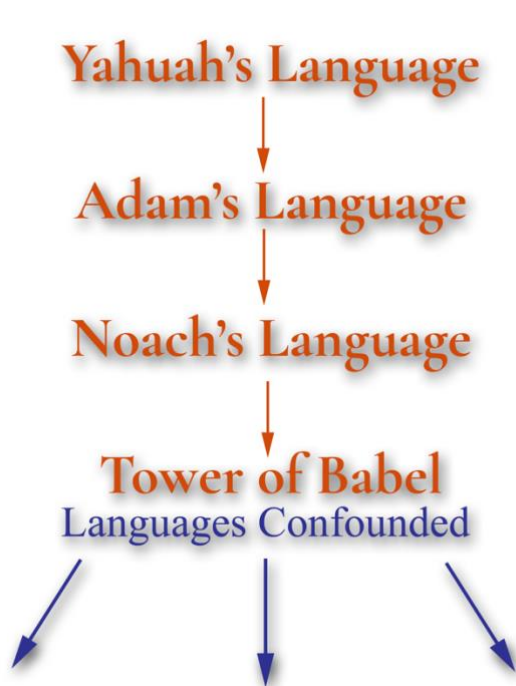 Yahuah’s Language
Adam’s Language
Noach’s Language
Tower of Babel
Languages Confounded